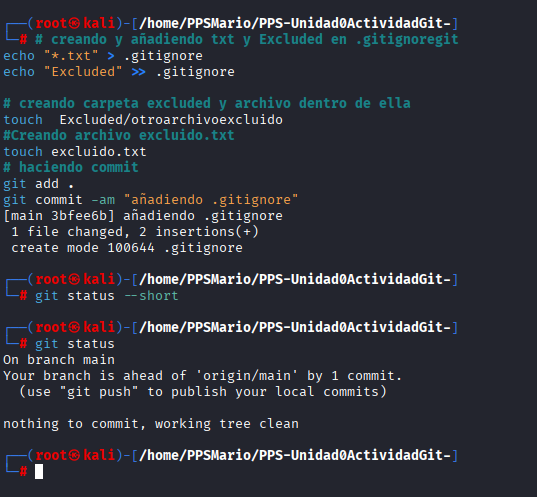 ┌──(root㉿kali)-[/home/PPSMario/PPS-Unidad0ActividadGit-]
└─# # creando y añadiendo txt y Excluded en .gitignoregit
echo "*.txt" > .gitignore
echo "Excluded" >> .gitignore

# creando carpeta excluded y archivo dentro de ella
touch  Excluded/otroarchivoexcluido
#Creando archivo excluido.txt
touch excluido.txt
# haciendo commit
git add .
git commit -am "añadiendo .gitignore"
[main 3bfee6b] añadiendo .gitignore
 1 file changed, 2 insertions(+)
 create mode 100644 .gitignore

┌──(root㉿kali)-[/home/PPSMario/PPS-Unidad0ActividadGit-]
└─# git status --short

┌──(root㉿kali)-[/home/PPSMario/PPS-Unidad0ActividadGit-]
└─# git status
On branch main
Your branch is ahead of 'origin/main' by 1 commit.
  (use "git push" to publish your local commits)

nothing to commit, working tree clean

┌──(root㉿kali)-[/home/PPSMario/PPS-Unidad0ActividadGit-]
└─#